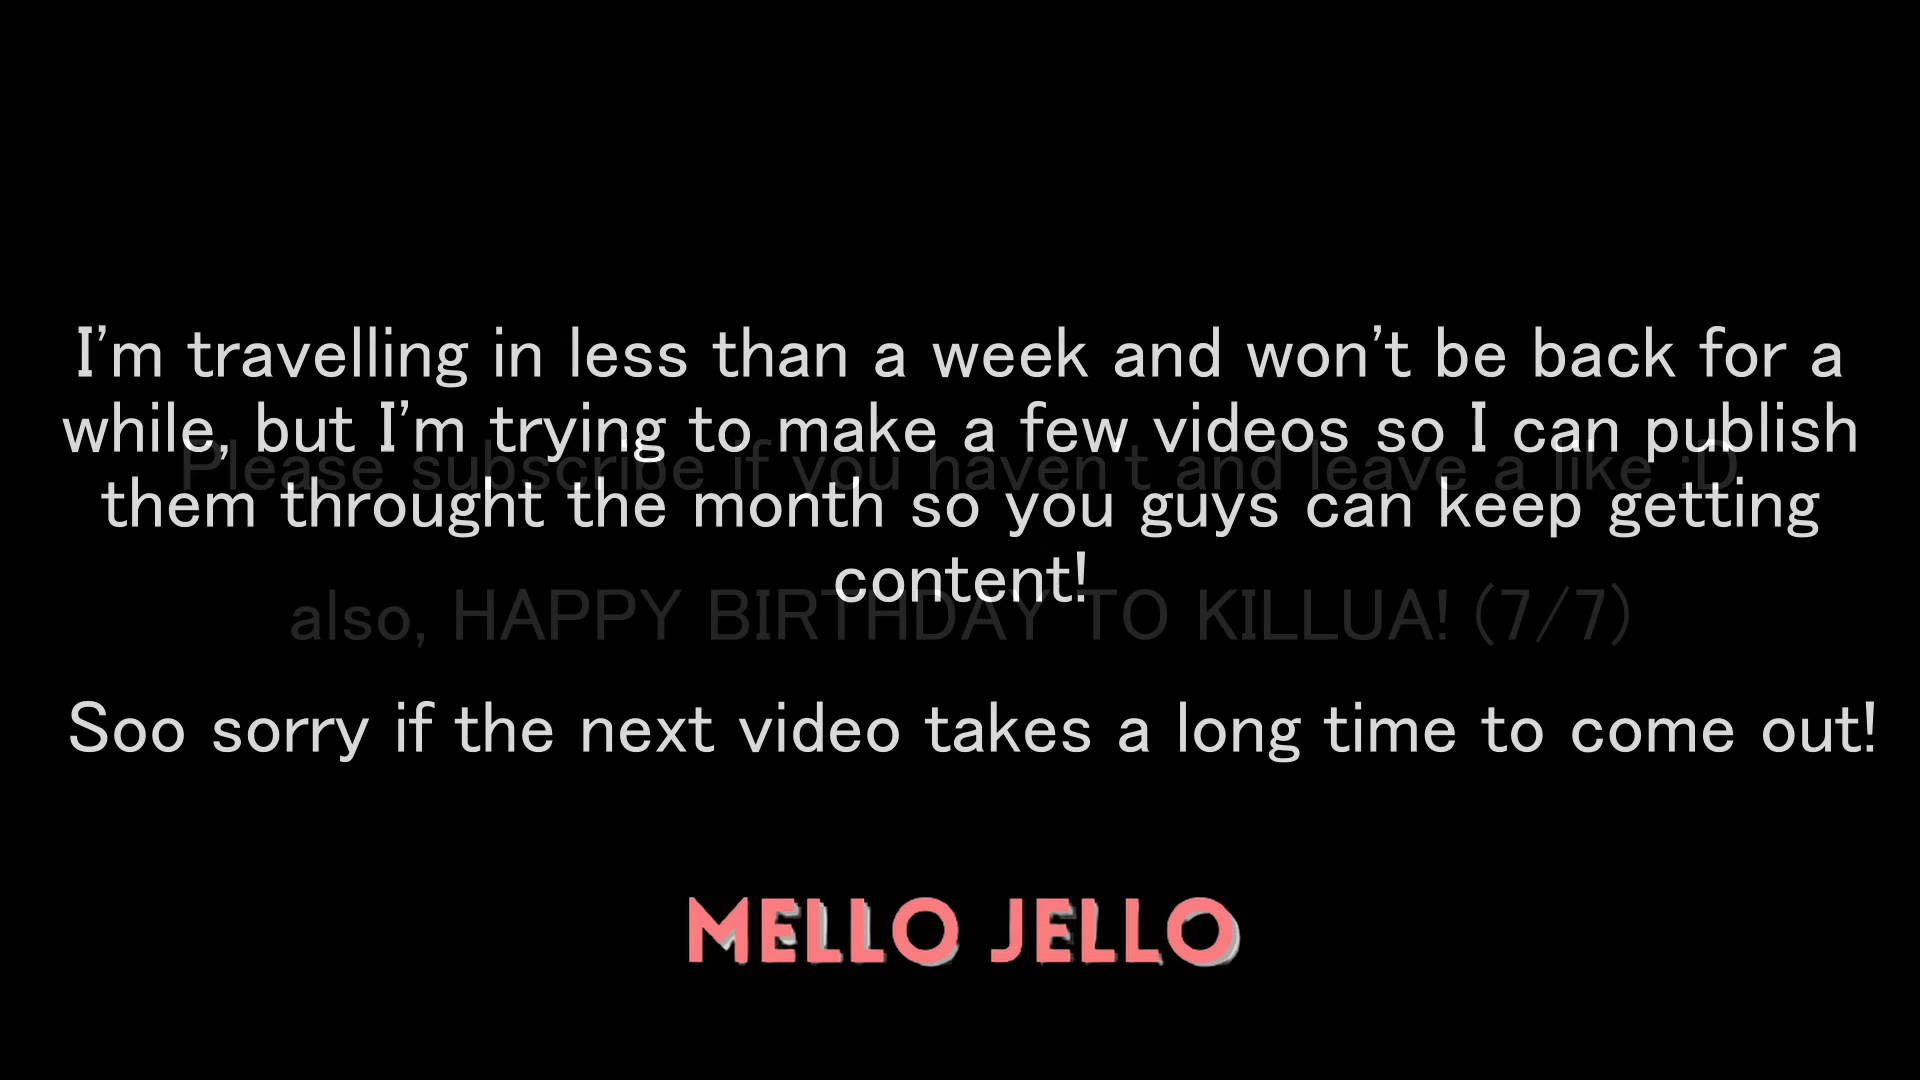 I'm travelling in less than a week and won't be back for a
while, but I'm trying to make a few videos so I can publish
Please subscribe if you haven't and leave a like :D
them throught the month so you guys can keep getting
content!
also, HAPPY BIRTHDAY TO KILLUA! (7/7)
Soo sorry if the next video takes a long time to come out!
MELLO JELLO